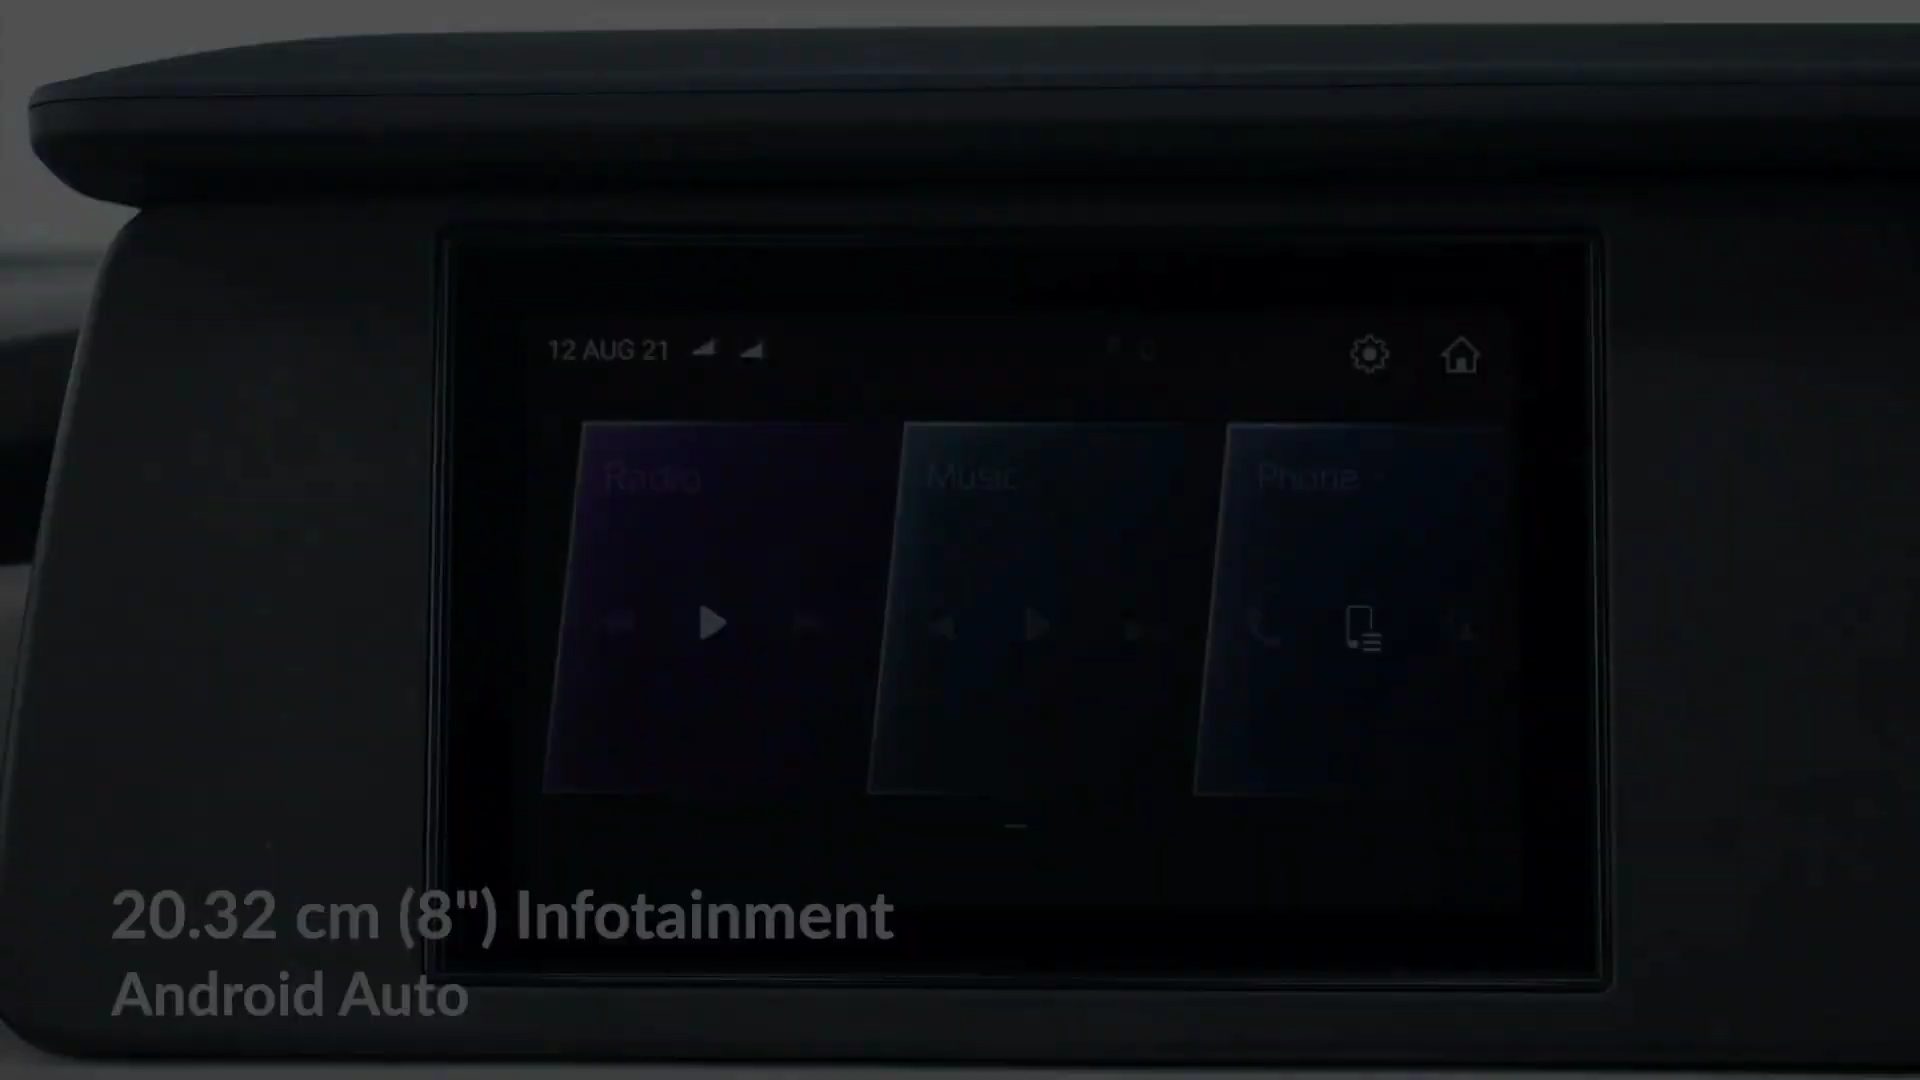 12 AUG 21
Radio
Music
Phone
20.32 cm (8") Infotainment
Android Auto